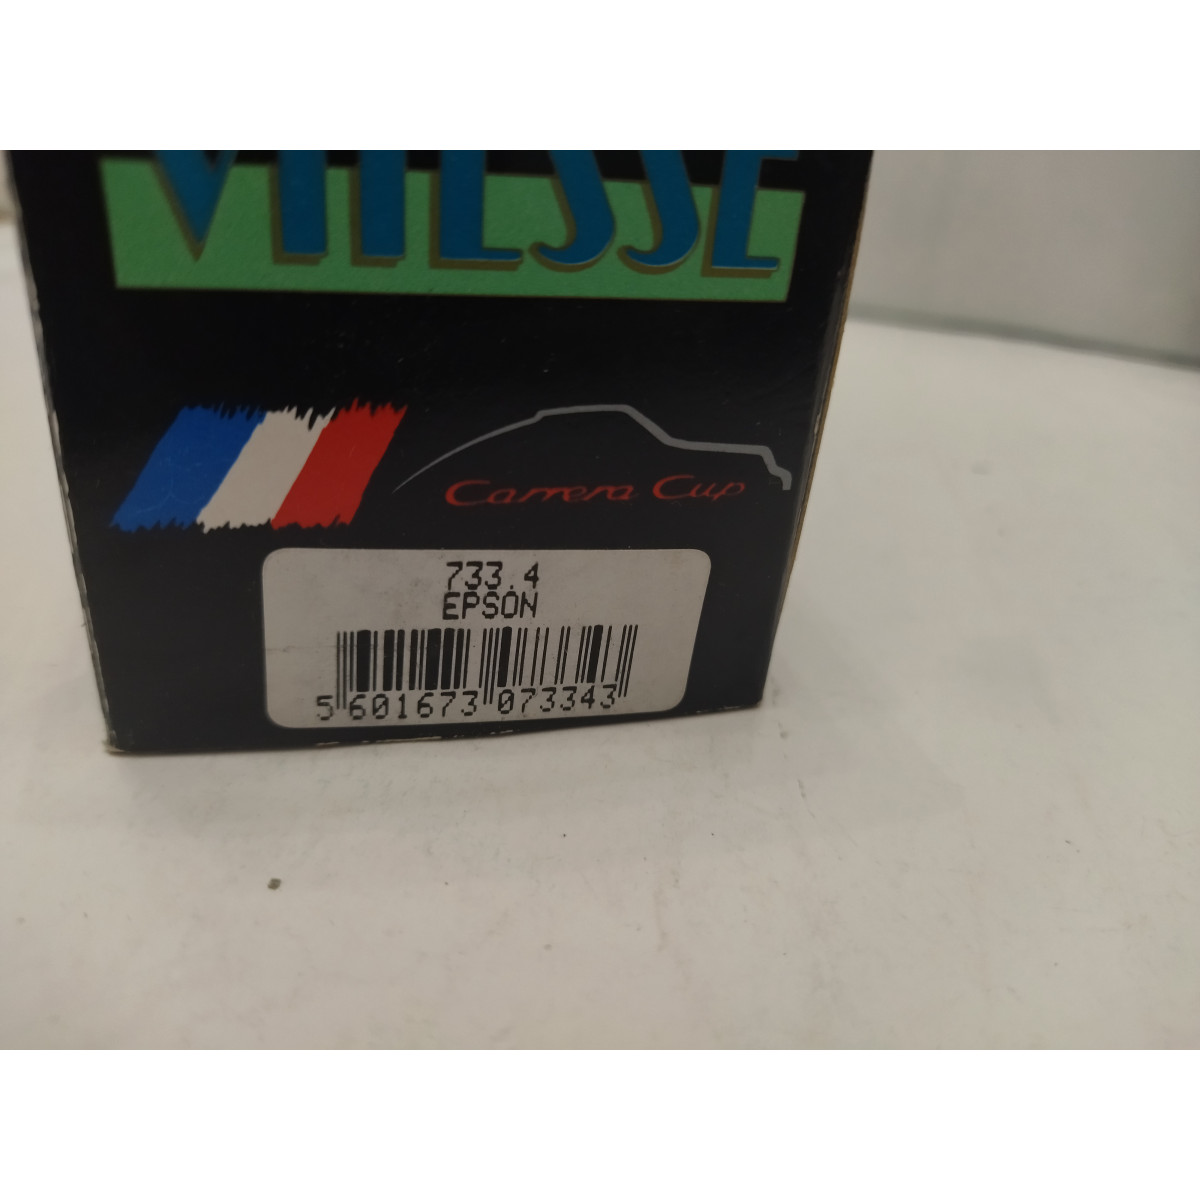 VITESSE
Carrera Cup
733.4
EPSON
5 601673 073343